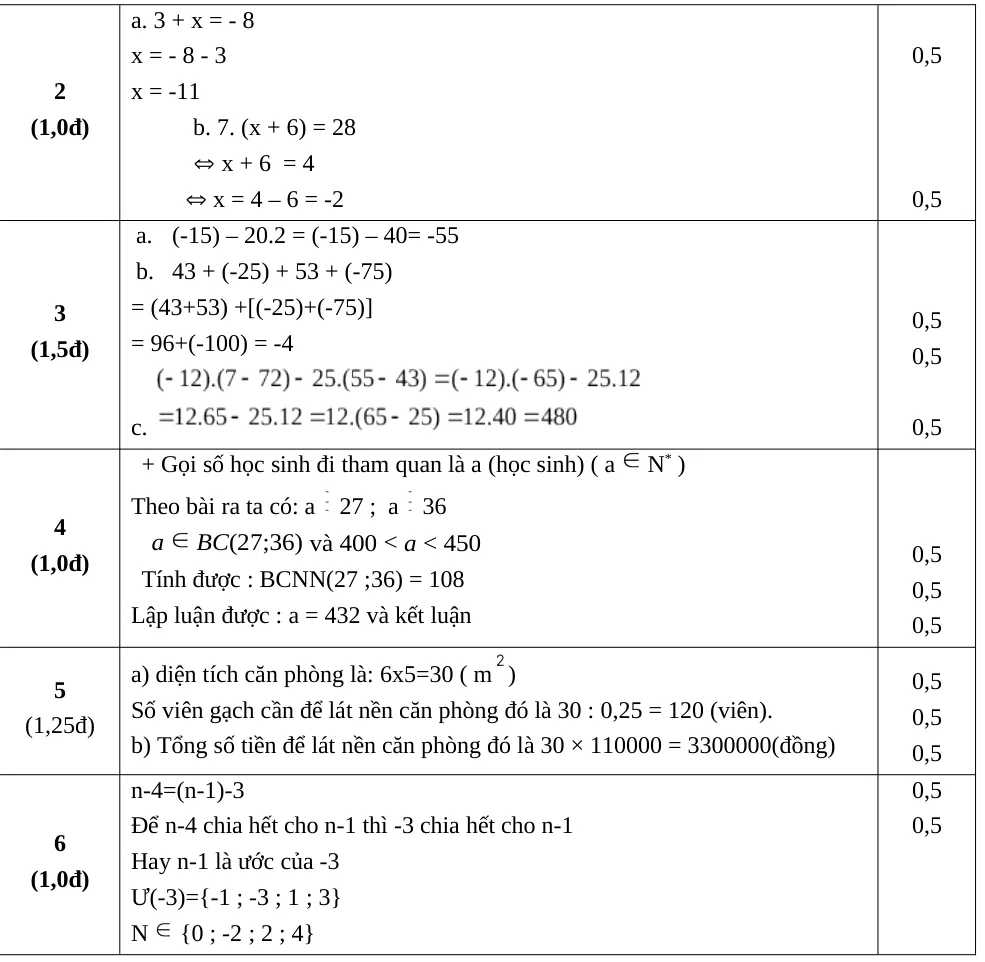 2
(1,0đ)
a. 3 + x = - 8
x = - 8 - 3
x = -11
b. 7. (x + 6) = 28
⇔ x + 6 = 4
⇔ x = 4 – 6 = -2
0,5
0,5
3
(1,5đ)
a. (-15) – 20.2 = (-15) – 40= -55
b. 43 + (-25) + 53 + (-75)
= (43+53) +[(-25)+(-75)]
= 96+(-100) = -4
(- 12).(7 - 72) - 25.(55 - 43) =(- 12).(- 65) - 25.12
c. =12.65 - 25.12 =12.(65 - 25) =12.40 =480
0,5
0,5
0,5
4
(1,0đ)
+ Gọi số học sinh đi tham quan là a (học sinh) ( a ∈ N* )
Theo bài ra ta có: a ⋮ 27 ; a ⋮ 36
a ∈ BC(27;36) và 400 < a < 450
Tính được : BCNN(27 ;36) = 108
Lập luận được : a = 432 và kết luận
0,5
0,5
0,5
5
(1,25đ)
a) diện tích căn phòng là: 6x5=30 ( m² )
Số viên gạch cần để lát nền căn phòng đó là 30 : 0,25 = 120 (viên).
b) Tổng số tiền để lát nền căn phòng đó là 30 × 110000 = 3300000(đồng)
0,5
0,5
0,5
6
(1,0đ)
n-4=(n-1)-3
Để n-4 chia hết cho n-1 thì -3 chia hết cho n-1
Hay n-1 là ước của -3
Ư(-3)={-1 ; -3 ; 1 ; 3}
N ∈ {0 ; -2 ; 2 ; 4}
0,5
0,5